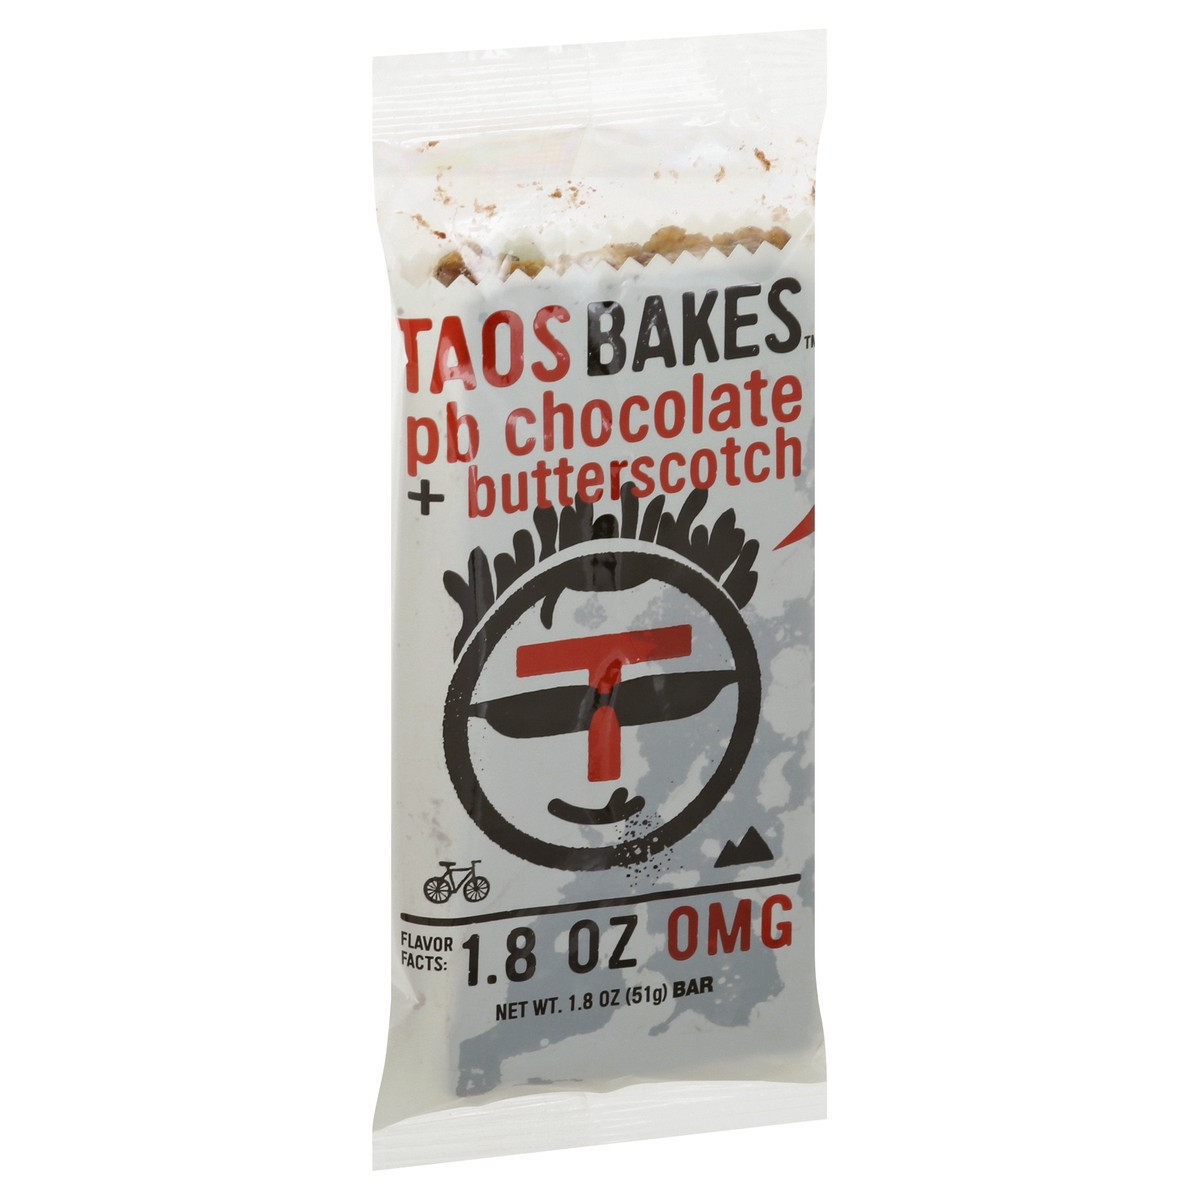 TAOS BAKES™
pb chocolate
+ butterscotch
T
FLAVOR
FACTS:
1.8 OZ OMG
NET WT. 1.8 OZ (51g) BAR